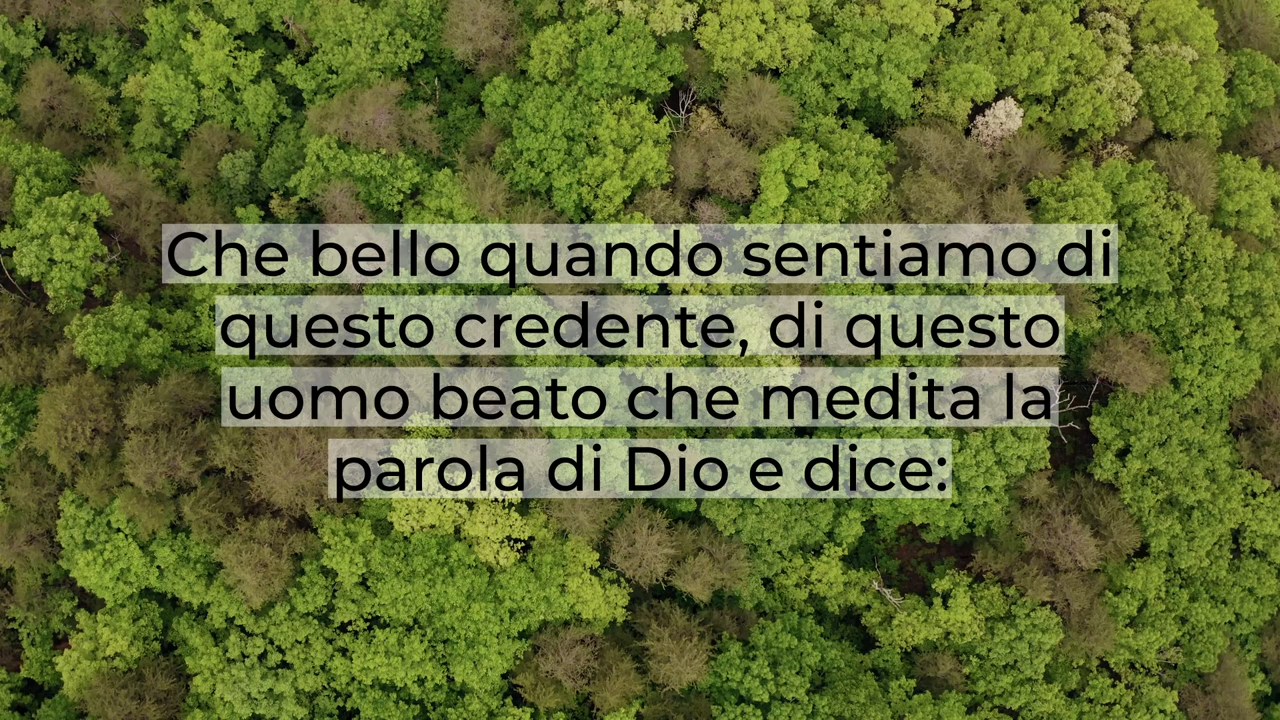 Che bello quando sentiamo di
questo credente, di questo
uomo beato che medita la
parola di Dio e dice: